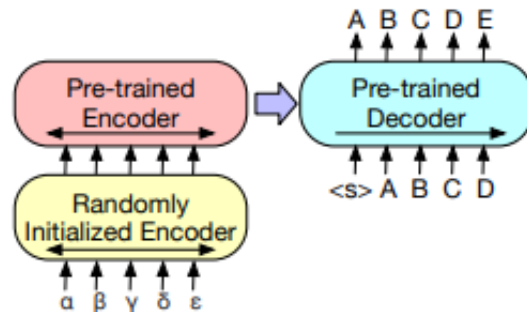 A B C D E
Pre-trained
Encoder
Pre-trained
Decoder
<s> A B C D
Randomly
Initialized Encoder
α β γ δ ε